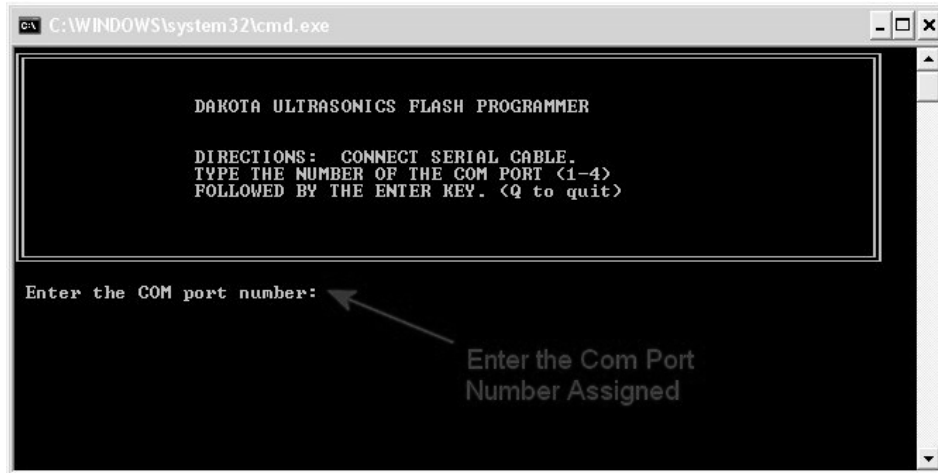 C:\WINDOWS\system32\cmd.exe
DAKOTA ULTRASONICS FLASH PROGRAMMER
DIRECTIONS: CONNECT SERIAL CABLE.
TYPE THE NUMBER OF THE COM PORT (1-4)
FOLLOWED BY THE ENTER KEY. (Q to quit)
Enter the COM port number:
Enter the Com Port
Number Assigned